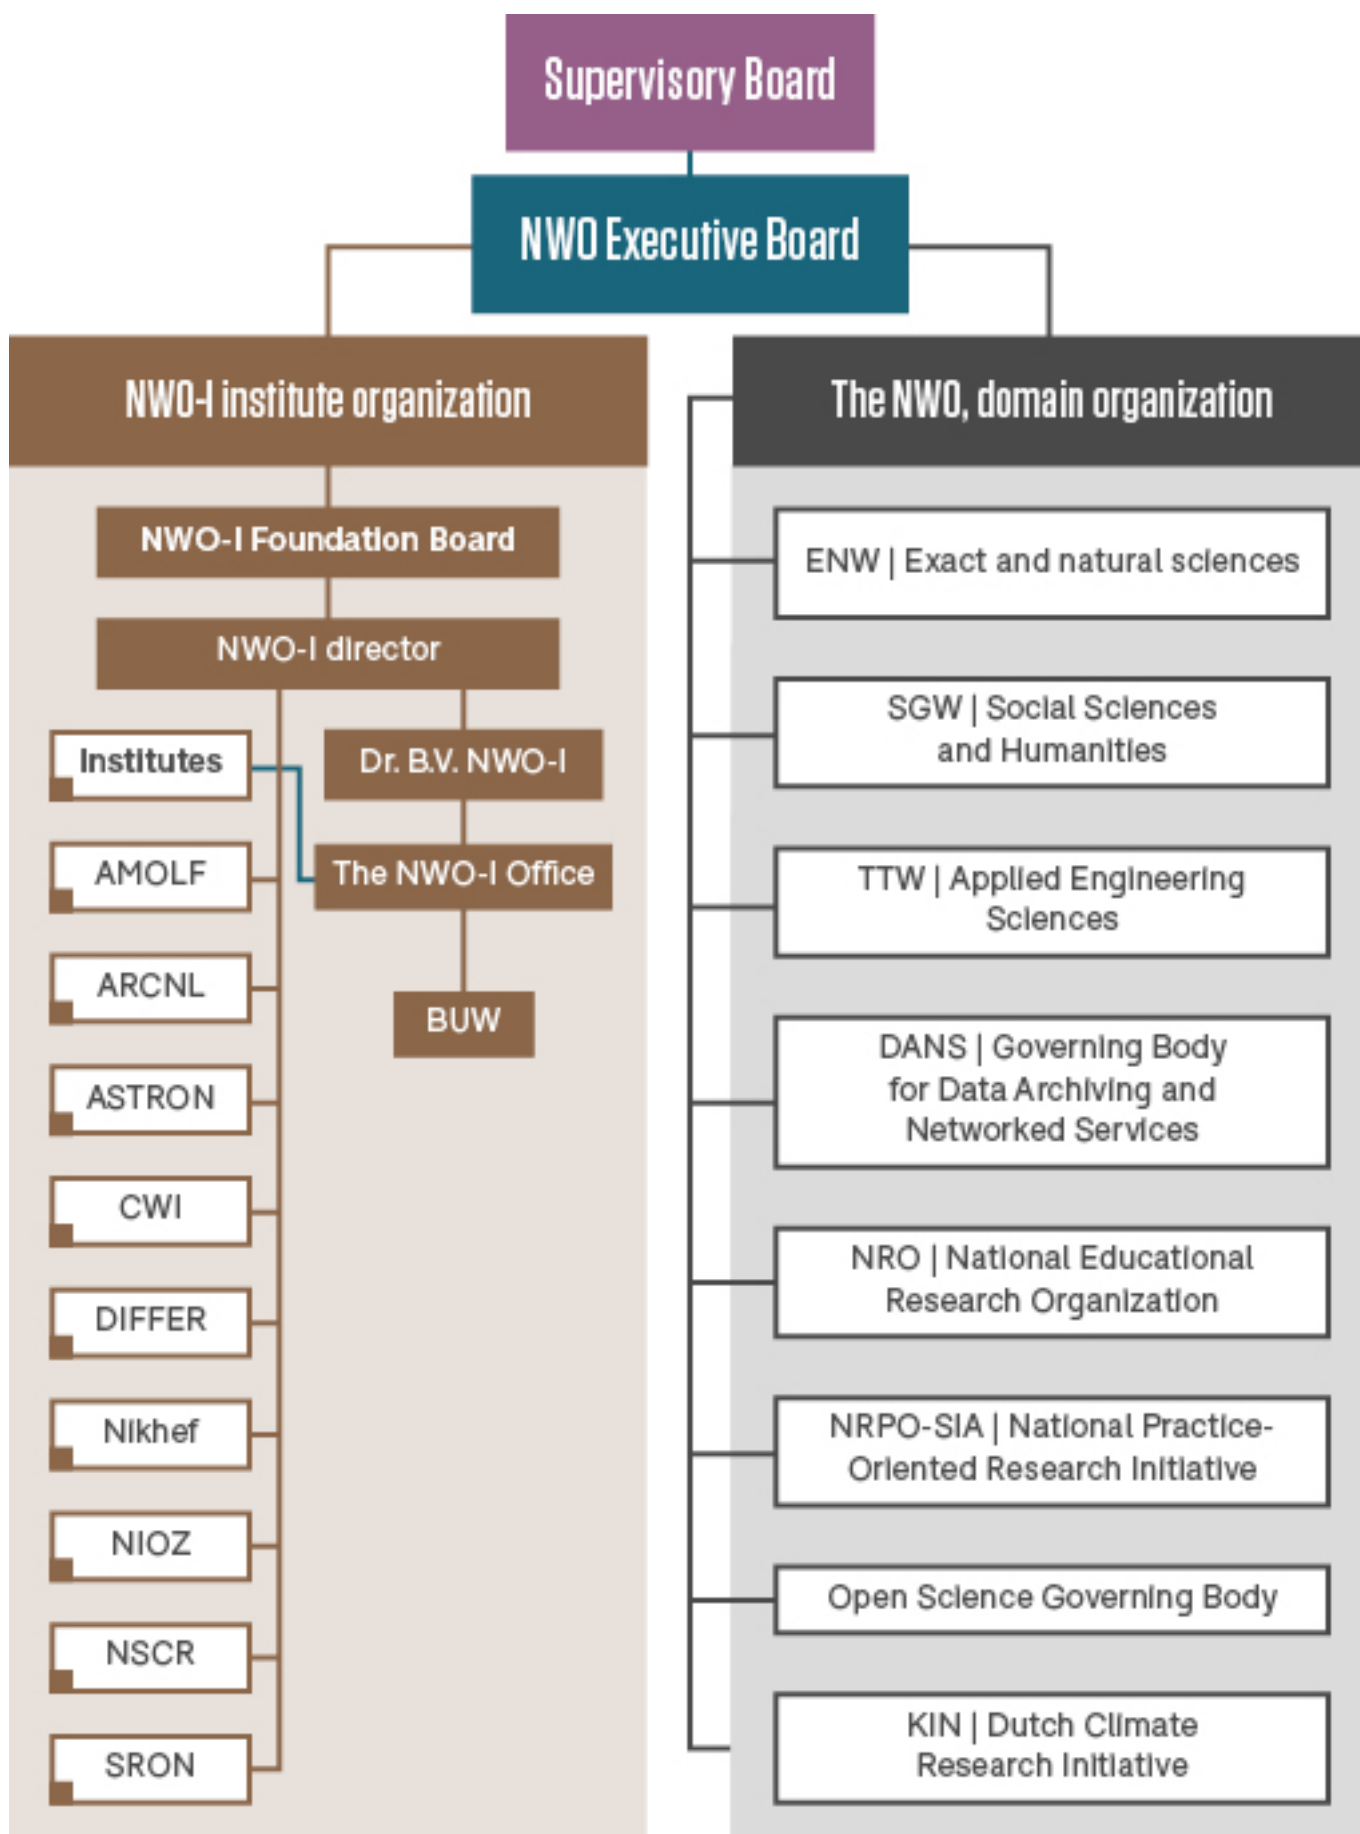 Supervisory Board
NWO Executive Board
NWO-I institute organization
NWO-I Foundation Board
NWO-I director
Institutes
Dr. B.V. NWO-I
AMOLF
The NWO-I Office
ARCNL
BUW
ASTRON
CWI
DIFFER
Nikhef
NIOZ
NSCR
SRON
The NWO, domain organization
ENW | Exact and natural sciences
SGW | Social Sciences
and Humanities
TTW | Applied Engineering
Sciences
DANS | Governing Body
for Data Archiving and
Networked Services
NRO | National Educational
Research Organization
NRPO-SIA | National Practice-
Oriented Research Initiative
Open Science Governing Body
KIN | Dutch Climate
Research Initiative